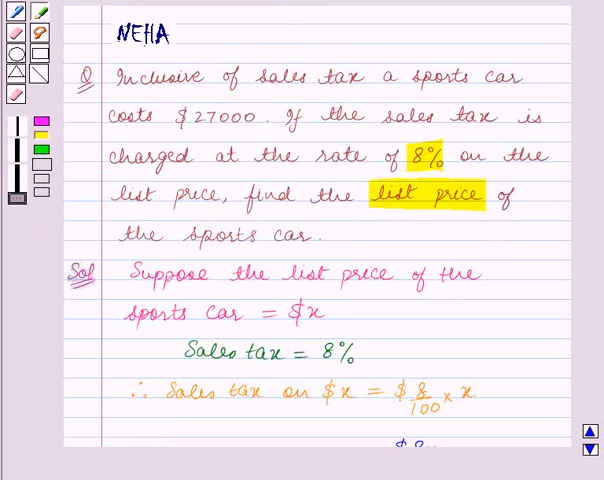 NEHA
Q Inclusive of sales tax a sports car
costs $27000. If the sales tax is
charged at the rate of 8% on the
list price, find the list price of
the sports car.
Sol Suppose the list price of the
sports car = $x
Sales tax = 8%
∴ Sales tax on $x = $8/100 × x